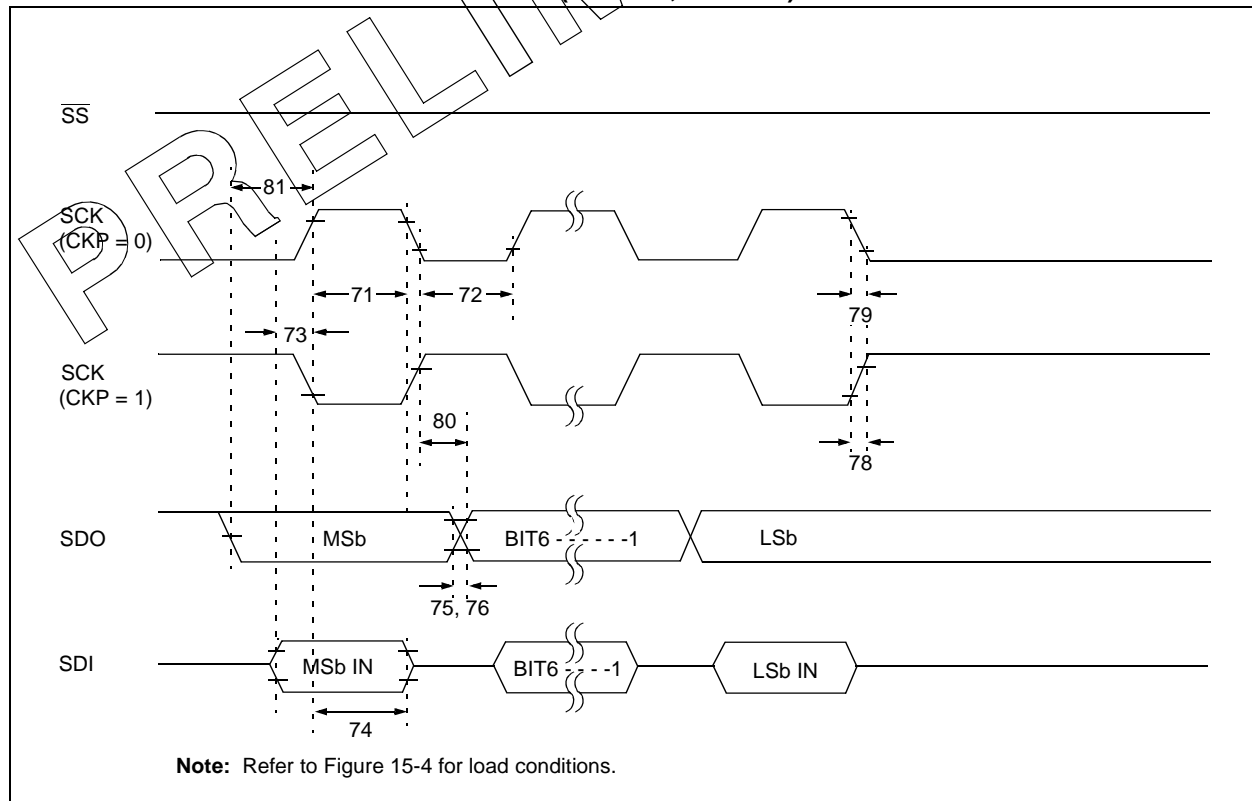 PRELIM
SS
81
SCK
(CKP = 0)
71
72
79
73
SCK
(CKP = 1)
80
78
SDO
MSb
BIT6 - - - - - -1
LSb
75, 76
SDI
MSb IN
BIT6 - - - -1
LSb IN
74
Note: Refer to Figure 15-4 for load conditions.